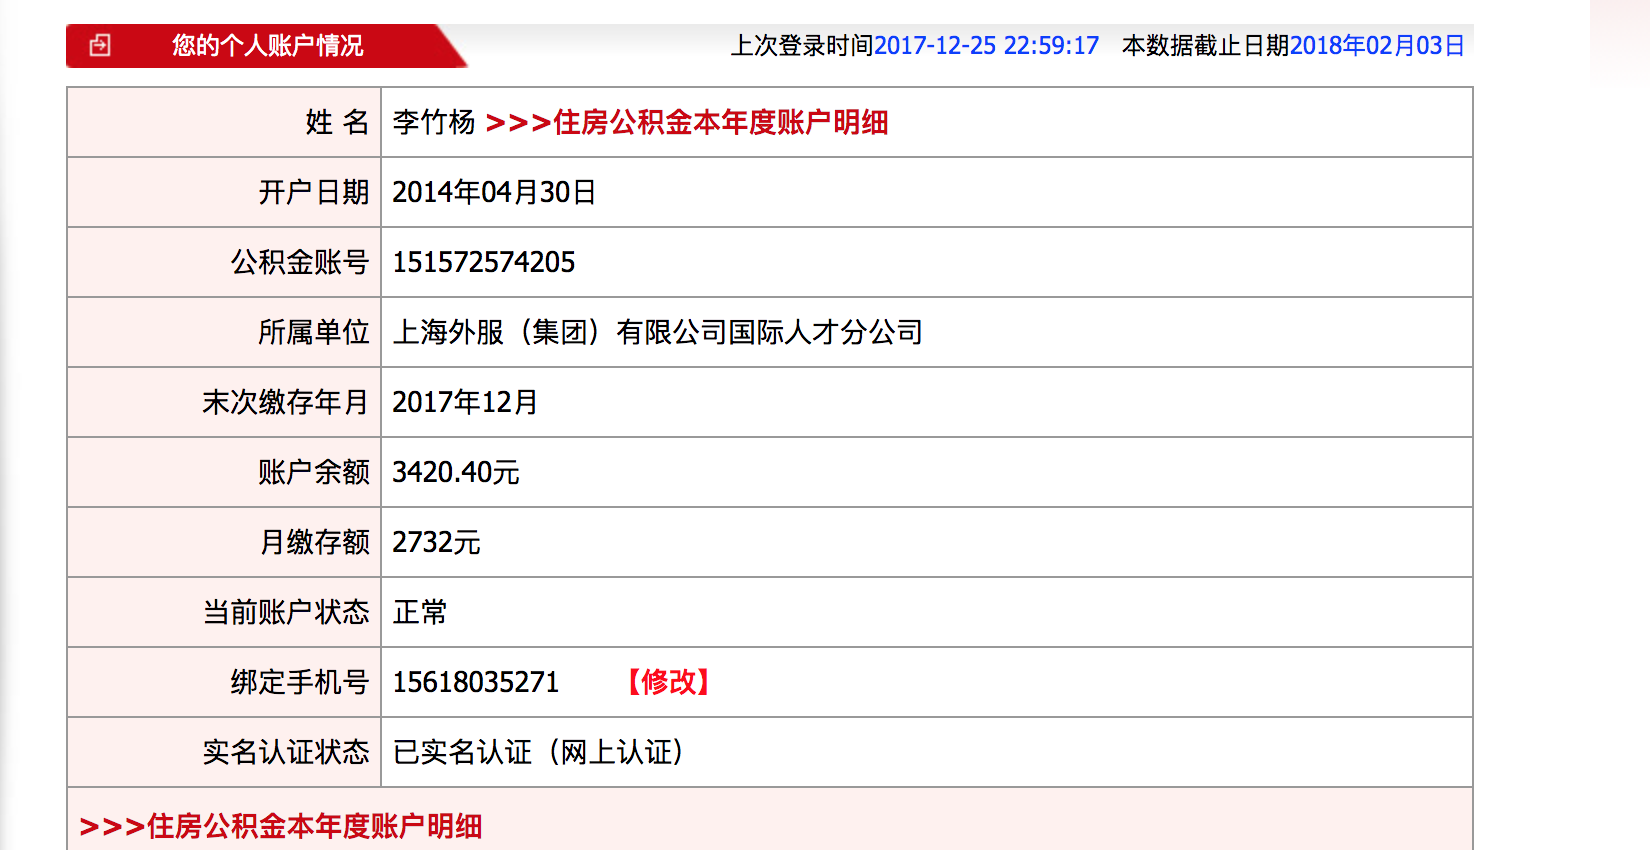 您的个人账户情况 上次登录时间2017-12-25 22:59:17 本数据截止日期2018年02月03日
姓 名 李竹杨 >>>住房公积金本年度账户明细
开户日期 2014年04月30日
公积金账号 151572574205
所属单位 上海外服（集团）有限公司国际人才分公司
末次缴存年月 2017年12月
账户余额 3420.40元
月缴存额 2732元
当前账户状态 正常
绑定手机号 15618035271 【修改】
实名认证状态 已实名认证（网上认证）
>>>住房公积金本年度账户明细